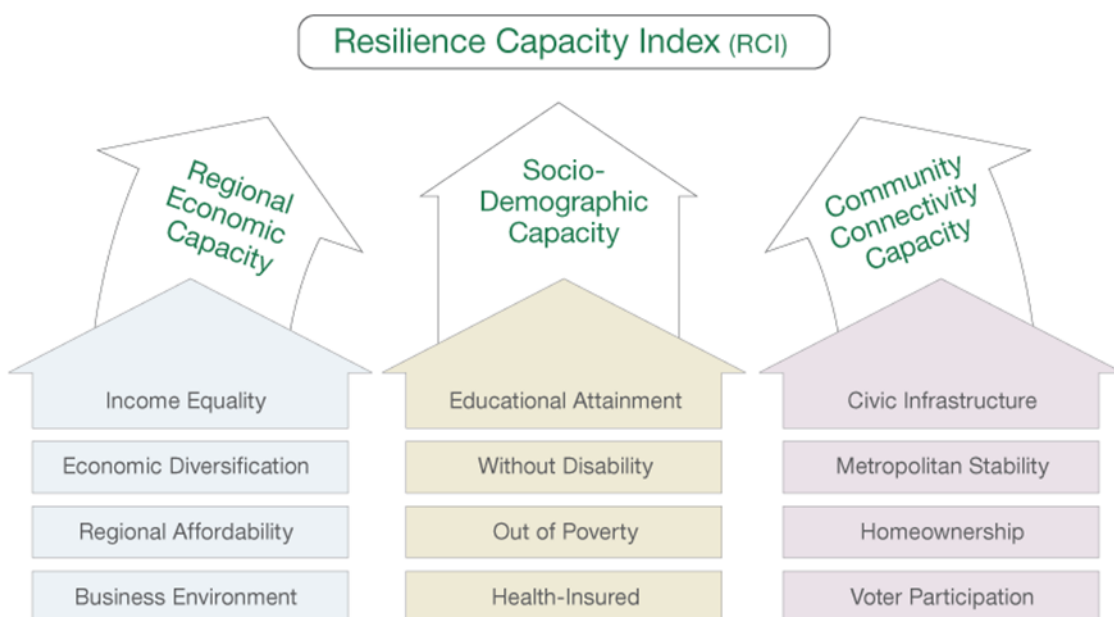 Resilience Capacity Index (RCI)
Regional
Economic
Capacity
Socio-
Demographic
Capacity
Community
Connectivity
Capacity
Income Equality
Economic Diversification
Regional Affordability
Business Environment
Educational Attainment
Without Disability
Out of Poverty
Health-Insured
Civic Infrastructure
Metropolitan Stability
Homeownership
Voter Participation